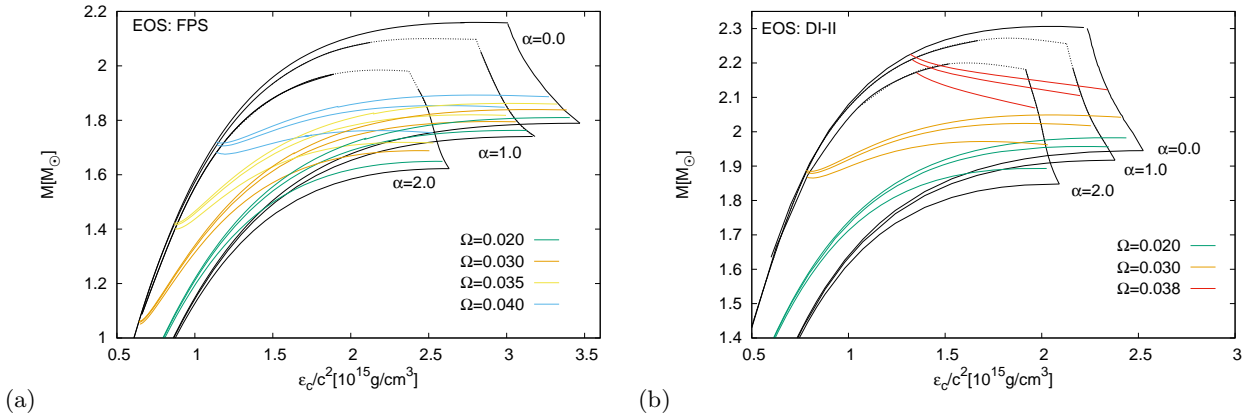 EOS: FPS
α=0.0
α=1.0
α=2.0
Ω=0.020
Ω=0.030
Ω=0.035
Ω=0.040
M[M⊙]
2.2
2
1.8
1.6
1.4
1.2
1
0.5 1 1.5 2 2.5 3 3.5
ε_c/c²[10¹⁵g/cm³]
(a)
EOS: DI-II
α=0.0
α=1.0
α=2.0
Ω=0.020
Ω=0.030
Ω=0.038
M[M⊙]
2.3
2.2
2.1
2
1.9
1.8
1.7
1.6
1.5
1.4
0.5 1 1.5 2 2.5 3
ε_c/c²[10¹⁵g/cm³]
(b)